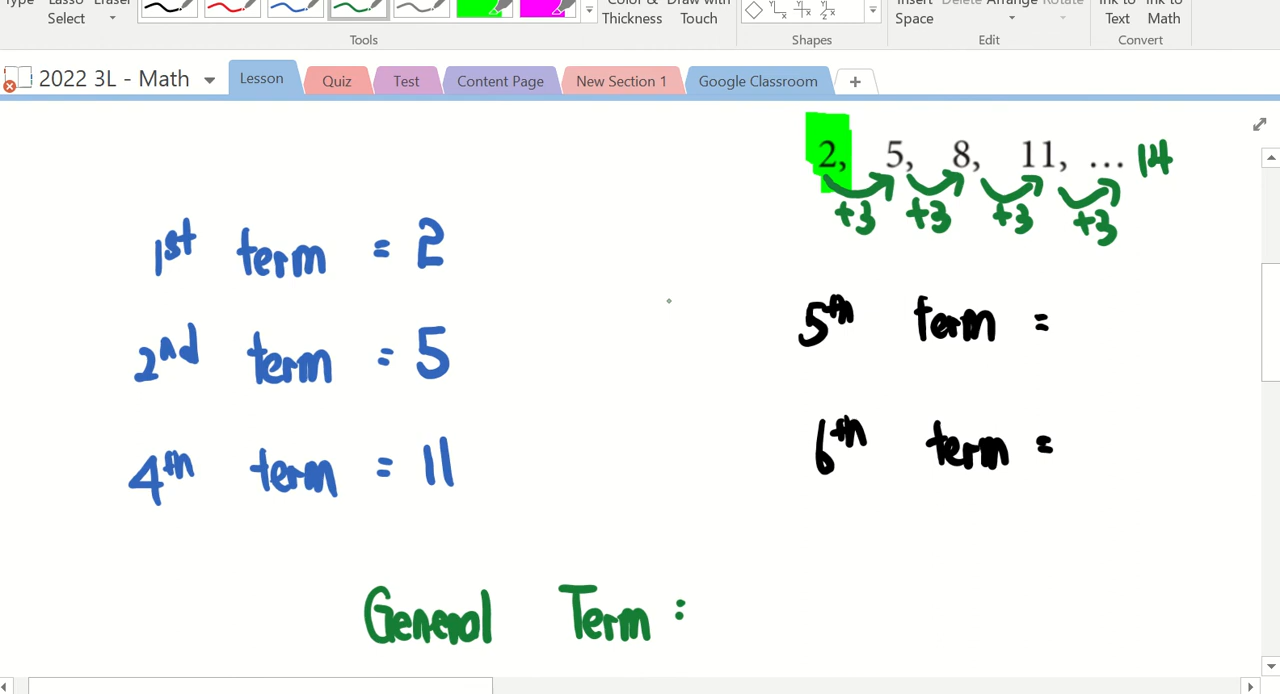 Type Lasso Eraser Color & Draw with Insert Delete Arrange Rotate Ink to Ink to
Select Thickness Touch Space Text Math
Tools Shapes Edit Convert
2022 3L - Math Lesson Quiz Test Content Page New Section 1 Google Classroom +
2, 5, 8, 11, ... 14
+3 +3 +3 +3
1st term = 2
5th term =
2nd term = 5
6th term =
4th term = 11
General Term :